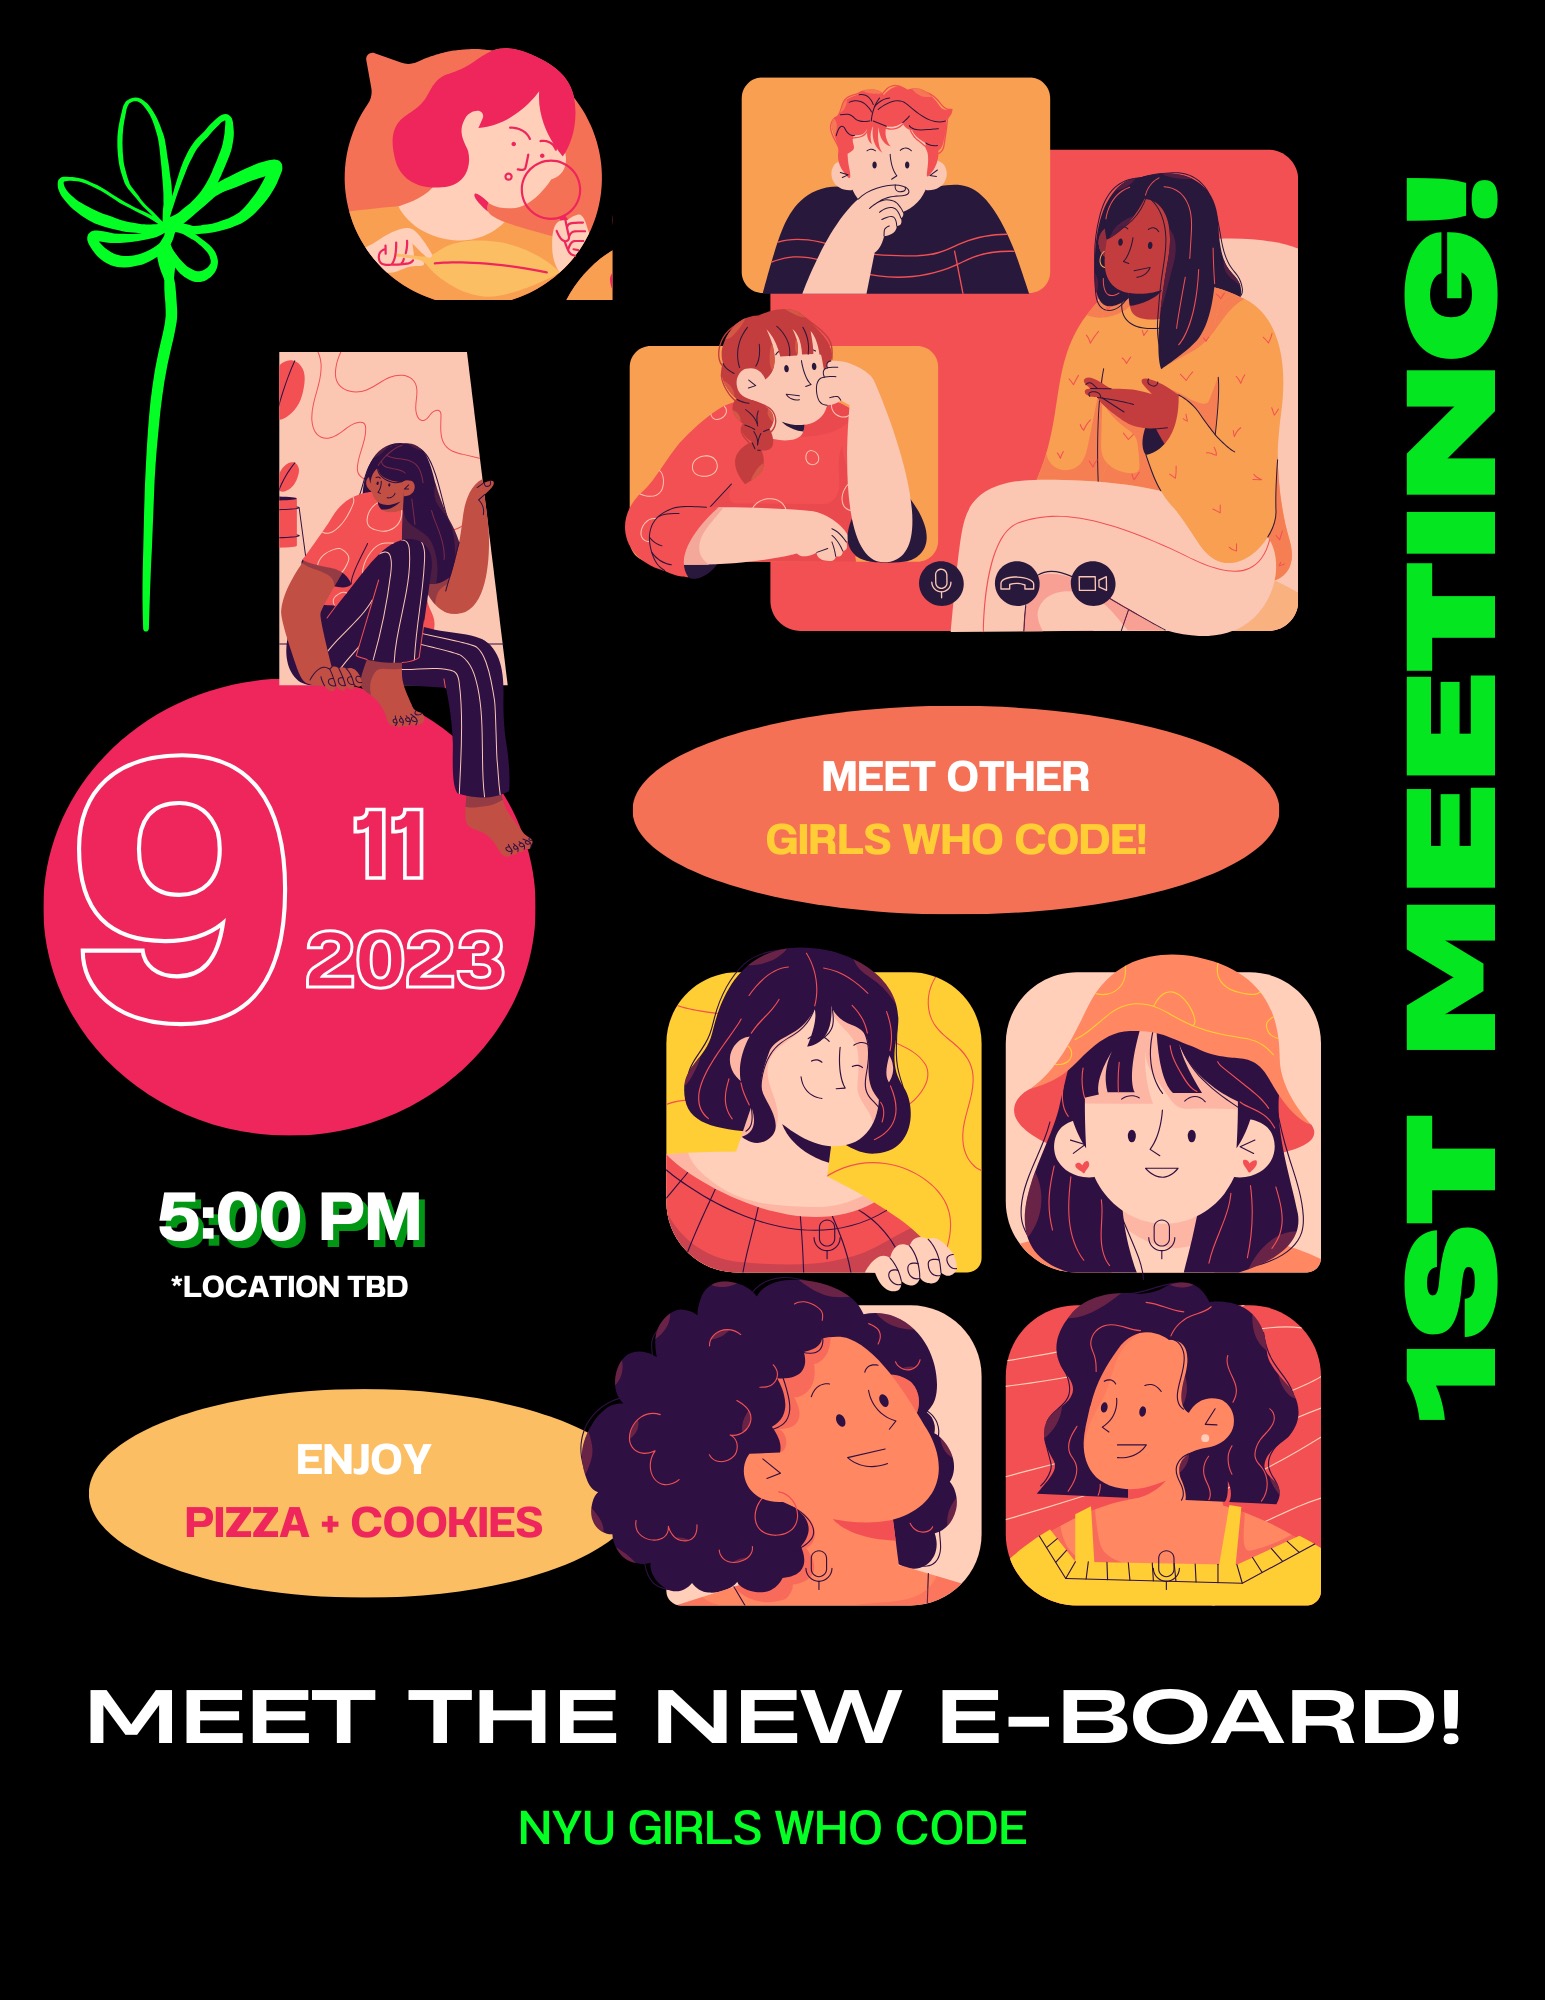 1ST MEETING!
9
11
2023
MEET OTHER
GIRLS WHO CODE!
5:00 PM
*LOCATION TBD
ENJOY
PIZZA + COOKIES
MEET THE NEW E-BOARD!
NYU GIRLS WHO CODE